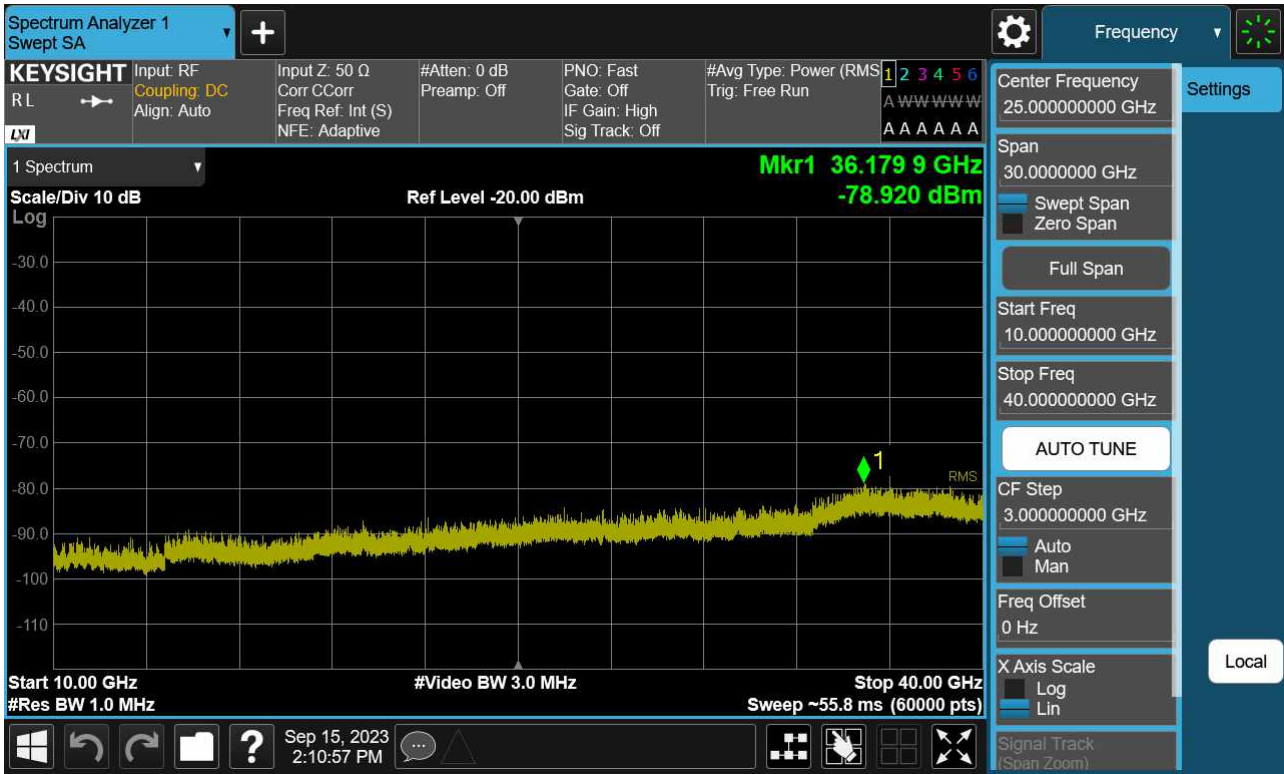 Spectrum Analyzer 1
Swept SA
Frequency
KEYSIGHT
R L
LXI
Input: RF
Coupling: DC
Align: Auto
Input Z: 50 Ω
Corr CCorr
Freq Ref: Int (S)
NFE: Adaptive
#Atten: 0 dB
Preamp: Off
PNO: Fast
Gate: Off
IF Gain: High
Sig Track: Off
#Avg Type: Power (RMS
Trig: Free Run
1 2 3 4 5 6
A W W W W W
A A A A A A
1 Spectrum
Mkr1 36.179 9 GHz
-78.920 dBm
Scale/Div 10 dB
Ref Level -20.00 dBm
Log
-30.0
-40.0
-50.0
-60.0
-70.0
-80.0
-90.0
-100
-110
1
RMS
Start 10.00 GHz
#Video BW 3.0 MHz
Stop 40.00 GHz
#Res BW 1.0 MHz
Sweep ~55.8 ms (60000 pts)
Center Frequency
25.000000000 GHz
Span
30.0000000 GHz
Swept Span
Zero Span
Full Span
Start Freq
10.000000000 GHz
Stop Freq
40.000000000 GHz
AUTO TUNE
CF Step
3.000000000 GHz
Auto
Man
Freq Offset
0 Hz
X Axis Scale
Log
Lin
Signal Track
(Span Zoom)
Settings
Local
?
Sep 15, 2023
2:10:57 PM